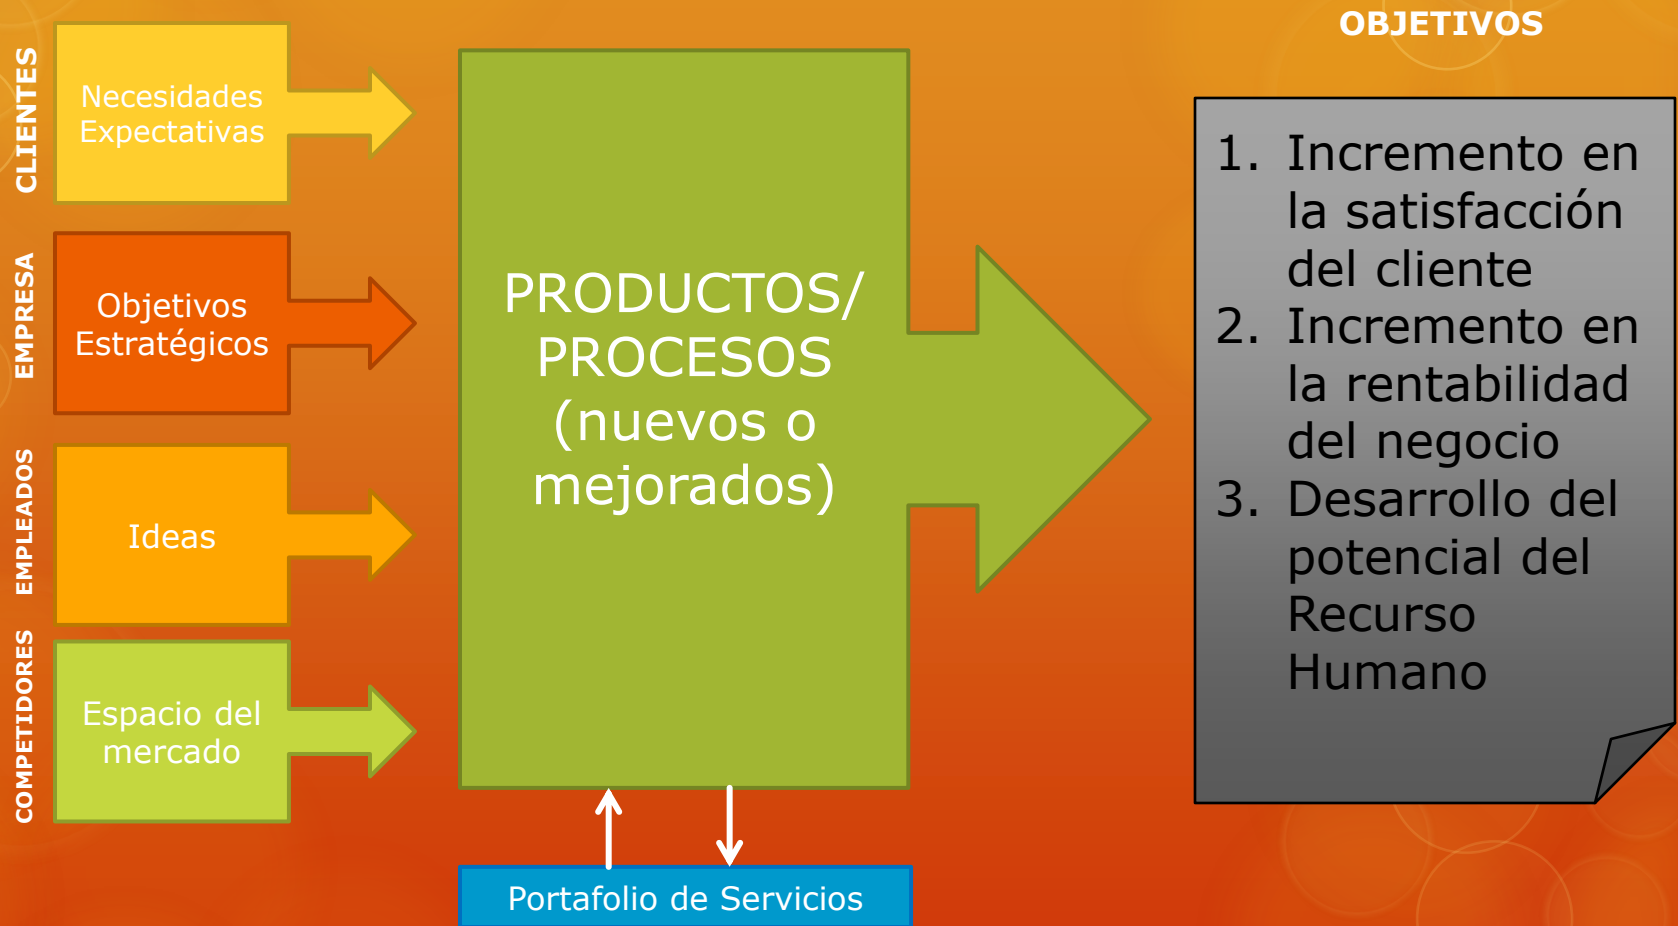 CLIENTES
Necesidades
Expectativas
EMPRESA
Objetivos
Estratégicos
EMPLEADOS
Ideas
COMPETIDORES
Espacio del
mercado
PRODUCTOS/
PROCESOS
(nuevos o
mejorados)
Portafolio de Servicios
OBJETIVOS
1. Incremento en
la satisfacción
del cliente
2. Incremento en
la rentabilidad
del negocio
3. Desarrollo del
potencial del
Recurso
Humano